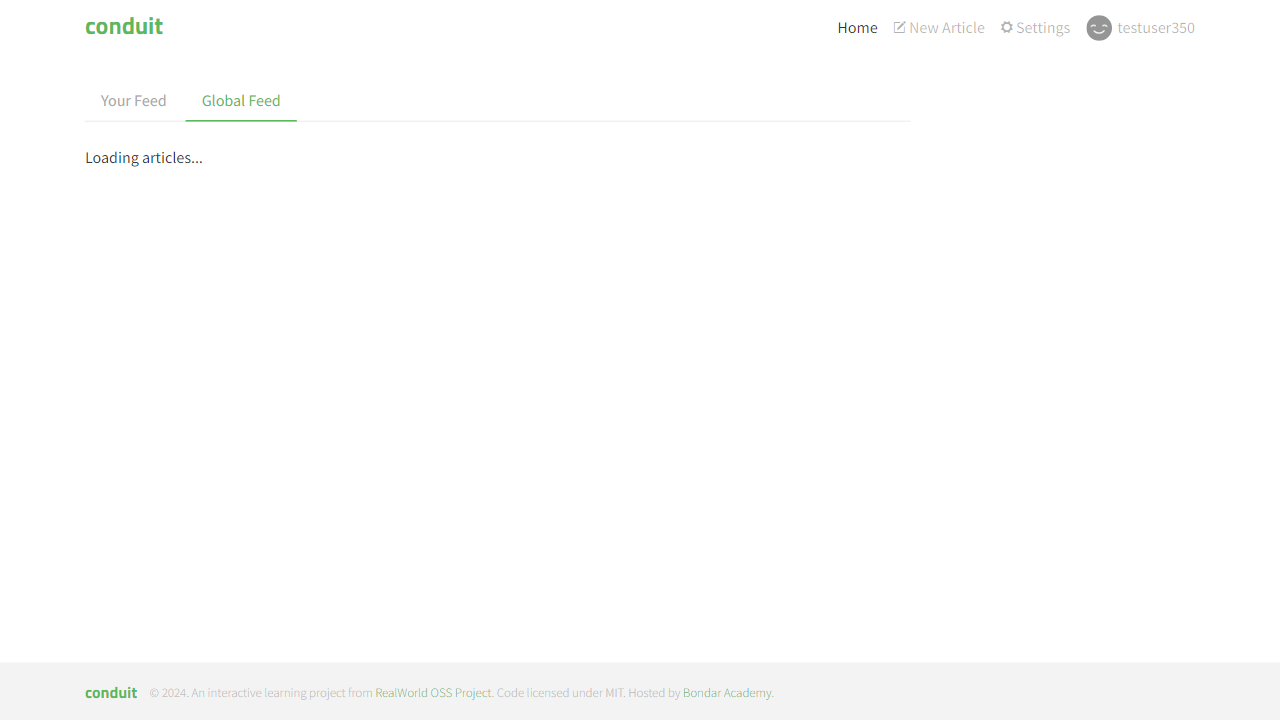 conduit
Home New Article Settings testuser350
Your Feed Global Feed
Loading articles...
conduit © 2024. An interactive learning project from RealWorld OSS Project. Code licensed under MIT. Hosted by Bondar Academy.